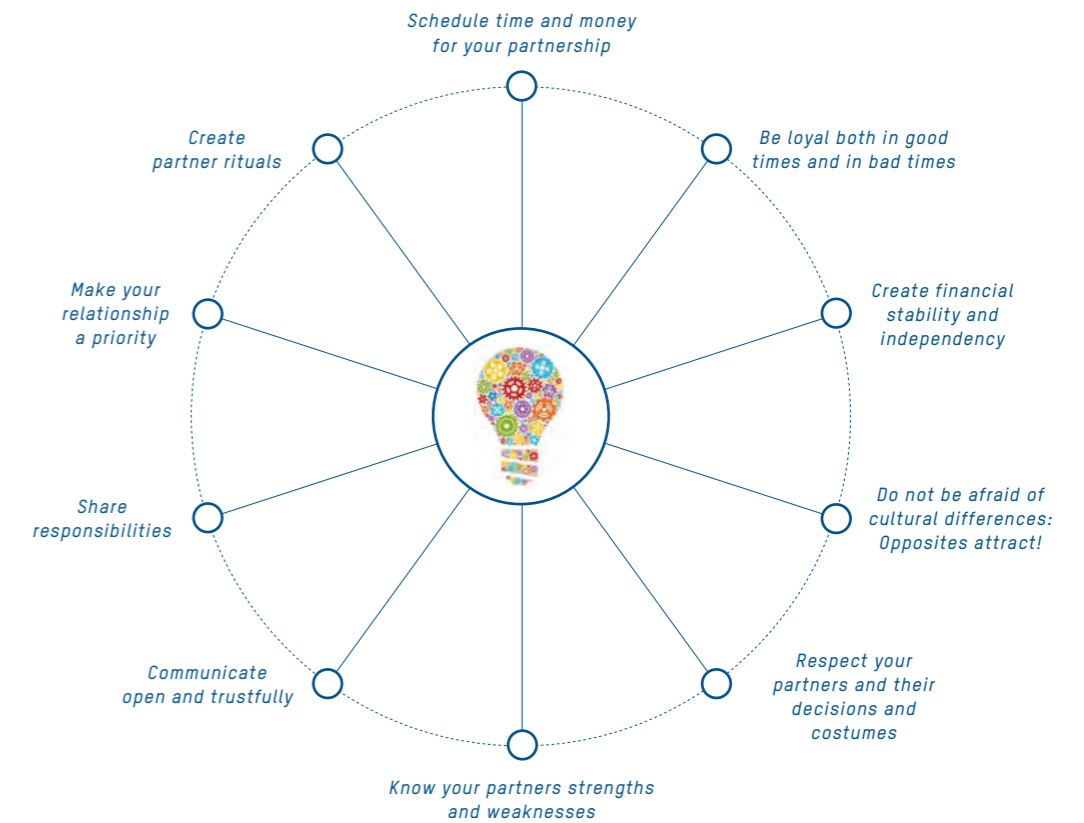 Schedule time and money
for your partnership
Be loyal both in good
times and in bad times
Create financial
stability and
independency
Do not be afraid of
cultural differences:
Opposites attract!
Respect your
partners and their
decisions and
costumes
Know your partners strengths
and weaknesses
Communicate
open and trustfully
Share
responsibilities
Make your
relationship
a priority
Create
partner rituals